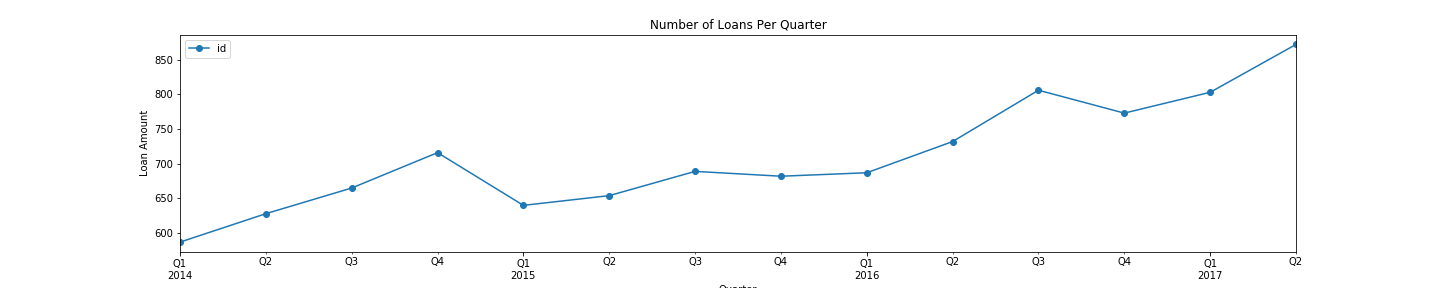 Number of Loans Per Quarter
id
Loan Amount
850
800
750
700
650
600
Q1 Q2 Q3 Q4 Q1 Q2 Q3 Q4 Q1 Q2 Q3 Q4 Q1 Q2
2014 2015 2016 2017
Quarter